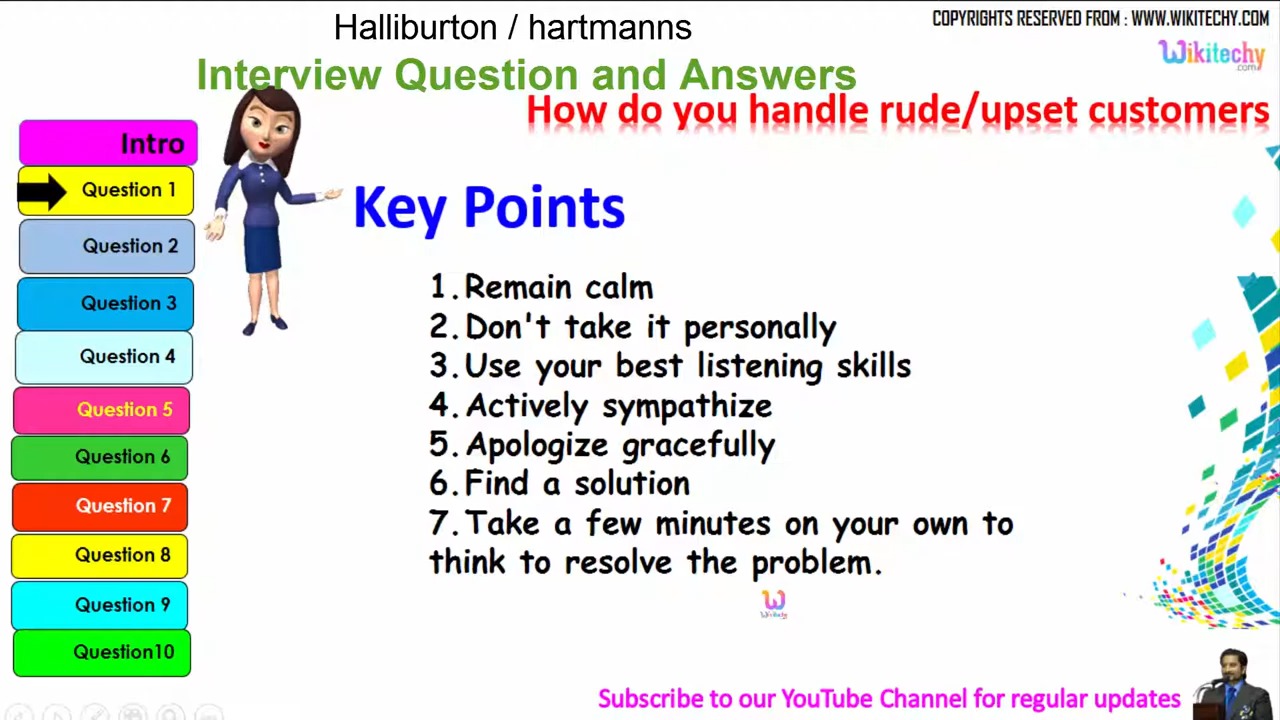 Halliburton / hartmanns
COPYRIGHTS RESERVED FROM : WWW.WIKITECHY.COM
Wikitechy
.com
Interview Question and Answers
How do you handle rude/upset customers
Intro
Question 1
Question 2
Question 3
Question 4
Question 5
Question 6
Question 7
Question 8
Question 9
Question10
Key Points
1. Remain calm
2. Don't take it personally
3. Use your best listening skills
4. Actively sympathize
5. Apologize gracefully
6. Find a solution
7. Take a few minutes on your own to
think to resolve the problem.
W
Wikitechy
Subscribe to our YouTube Channel for regular updates